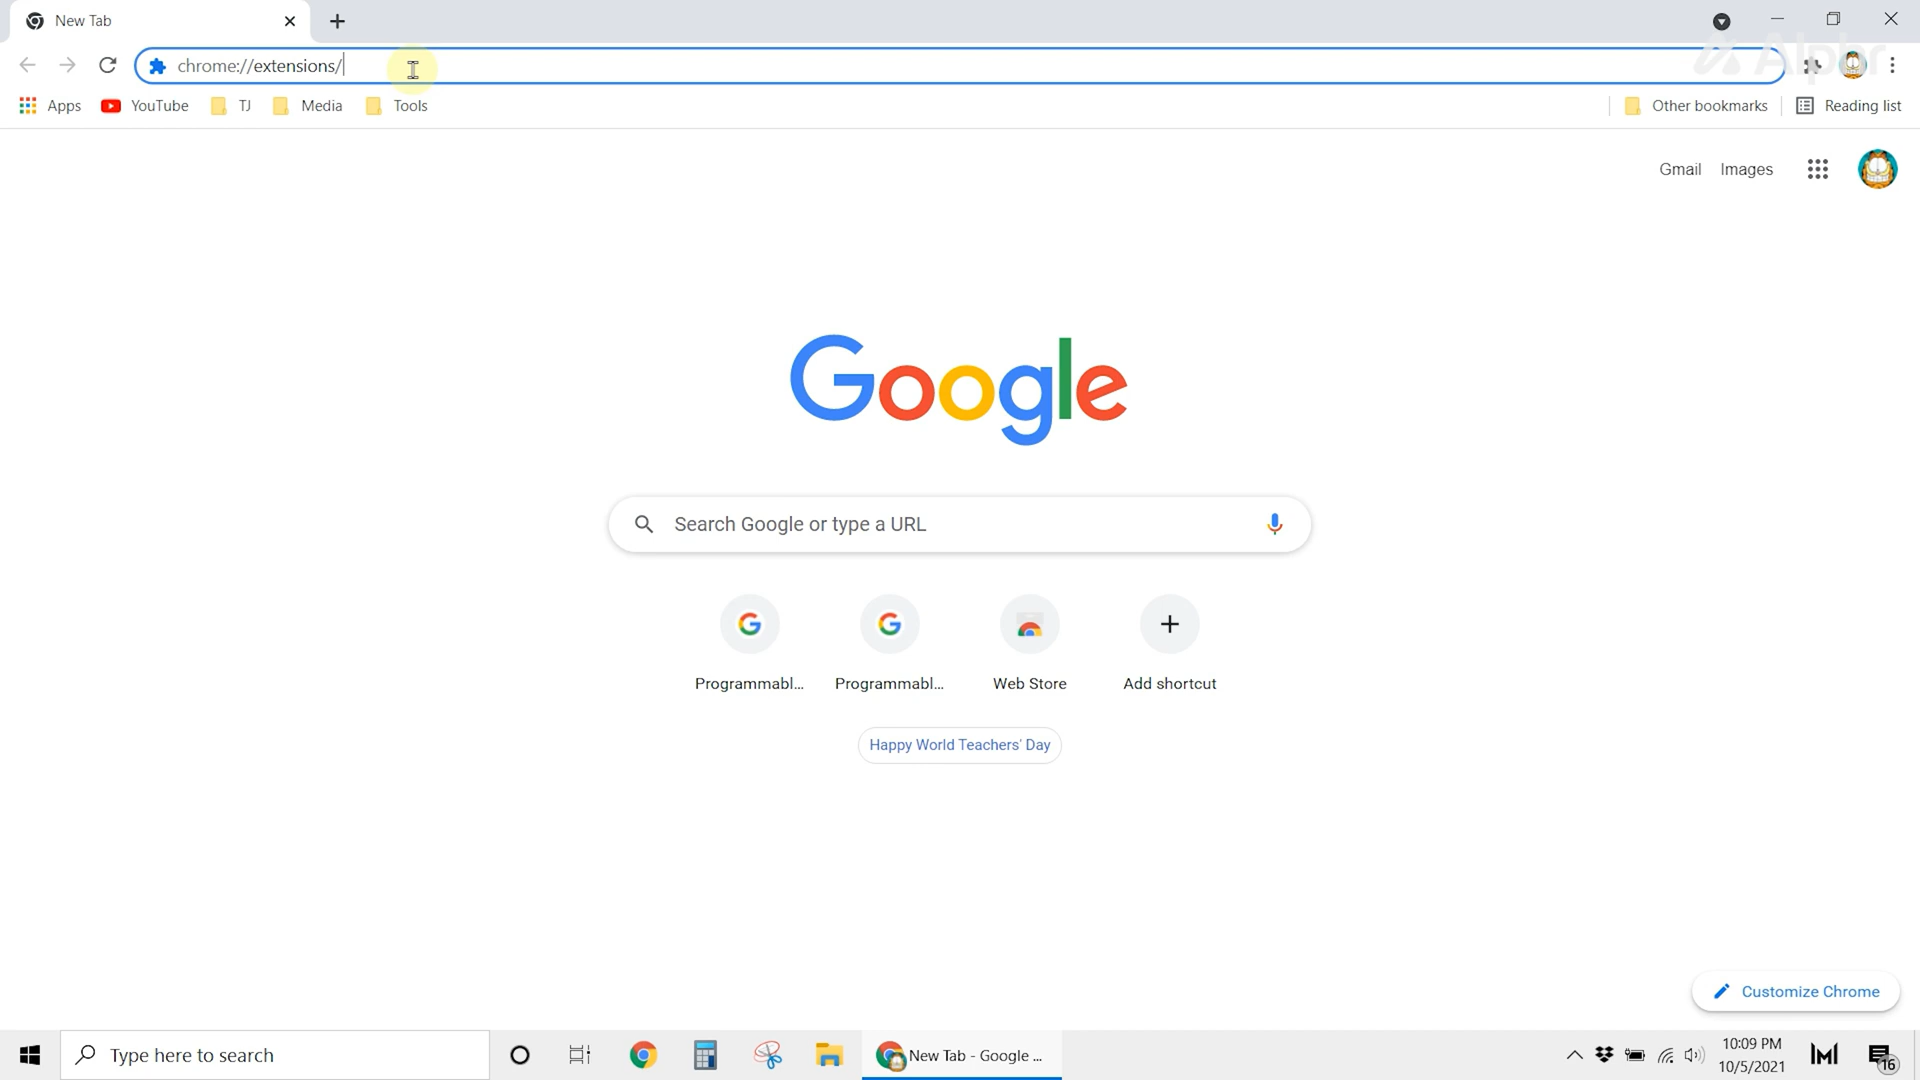 New Tab
chrome://extensions/
Alphr
Apps
YouTube
TJ
Media
Tools
Other bookmarks
Reading list
Gmail
Images
Google
Search Google or type a URL
Programmabl...
Programmabl...
Web Store
Add shortcut
Happy World Teachers' Day
Customize Chrome
Type here to search
New Tab - Google ...
10:09 PM
10/5/2021
16